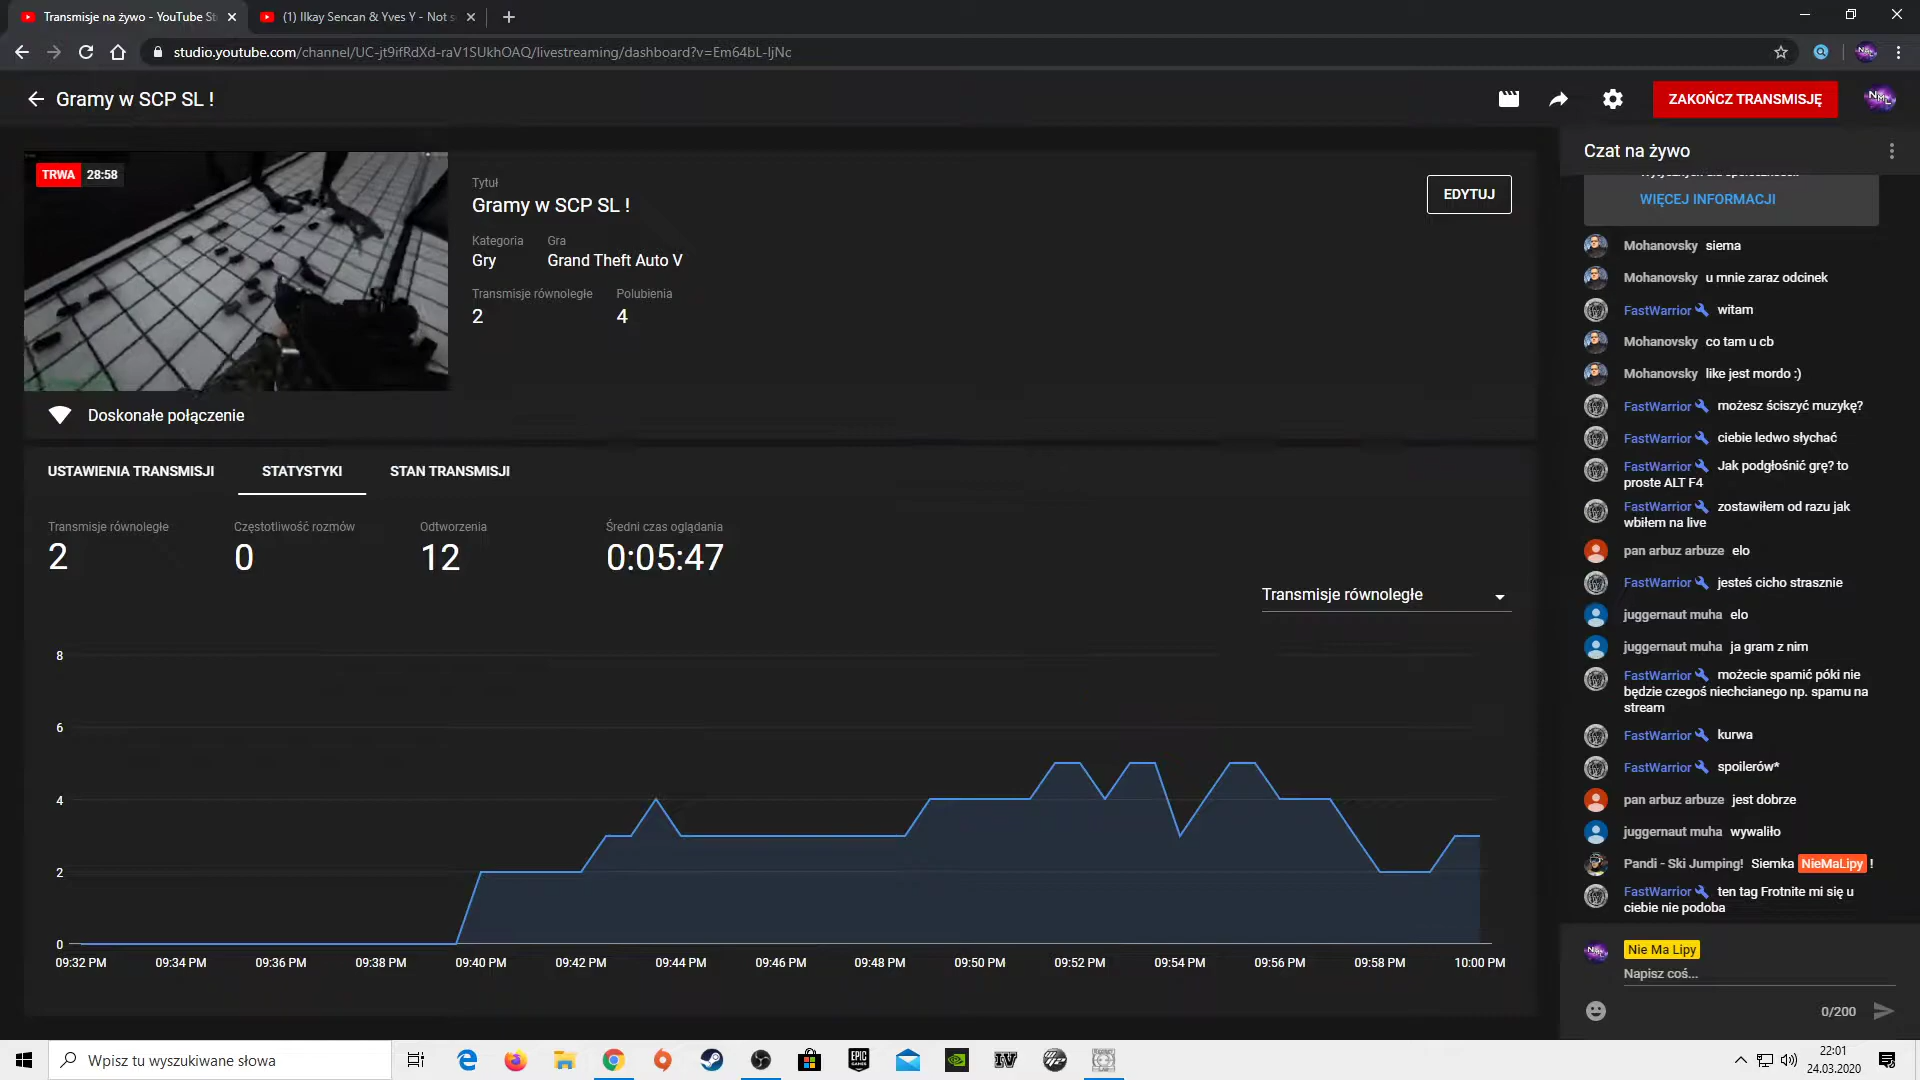 Transmisje na żywo - YouTube St
(1) Ilkay Sencan & Yves Y - Not s
studio.youtube.com/channel/UC-jt9ifRdXd-raV1SUkhOAQ/livestreaming/dashboard?v=Em64bL-IjNc
Gramy w SCP SL !
ZAKOŃCZ TRANSMISJĘ
TRWA 28:58
Tytuł
Gramy w SCP SL !
EDYTUJ
Kategoria Gra
Gry Grand Theft Auto V
Transmisje równoległe Polubienia
2 4
Doskonałe połączenie
USTAWIENIA TRANSMISJI STATYSTYKI STAN TRANSMISJI
Transmisje równoległe Częstotliwość rozmów Odtworzenia Średni czas oglądania
2 0 12 0:05:47
Transmisje równoległe
8
6
4
2
0
09:32 PM 09:34 PM 09:36 PM 09:38 PM 09:40 PM 09:42 PM 09:44 PM 09:46 PM 09:48 PM 09:50 PM 09:52 PM 09:54 PM 09:56 PM 09:58 PM 10:00 PM
Czat na żywo
WIĘCEJ INFORMACJI
Mohanovsky siema
Mohanovsky u mnie zaraz odcinek
FastWarrior witam
Mohanovsky co tam u cb
Mohanovsky like jest mordo :)
FastWarrior możesz ściszyć muzykę?
FastWarrior ciebie ledwo słychać
FastWarrior Jak podgłośnić grę? to
proste ALT F4
FastWarrior zostawiłem od razu jak
wbiłem na live
pan arbuz arbuze elo
FastWarrior jesteś cicho strasznie
juggernaut muha elo
juggernaut muha ja gram z nim
FastWarrior możecie spamić póki nie
będzie czegoś niechcianego np. spamu na
stream
FastWarrior kurwa
FastWarrior spoilerów*
pan arbuz arbuze jest dobrze
juggernaut muha wywaliło
Pandi - Ski Jumping! Siemka NieMaLipy !
FastWarrior ten tag Frotnite mi się u
ciebie nie podoba
Nie Ma Lipy
Napisz coś...
0/200
Wpisz tu wyszukiwane słowa
EPIC GAMES
IV
22:01
24.03.2020